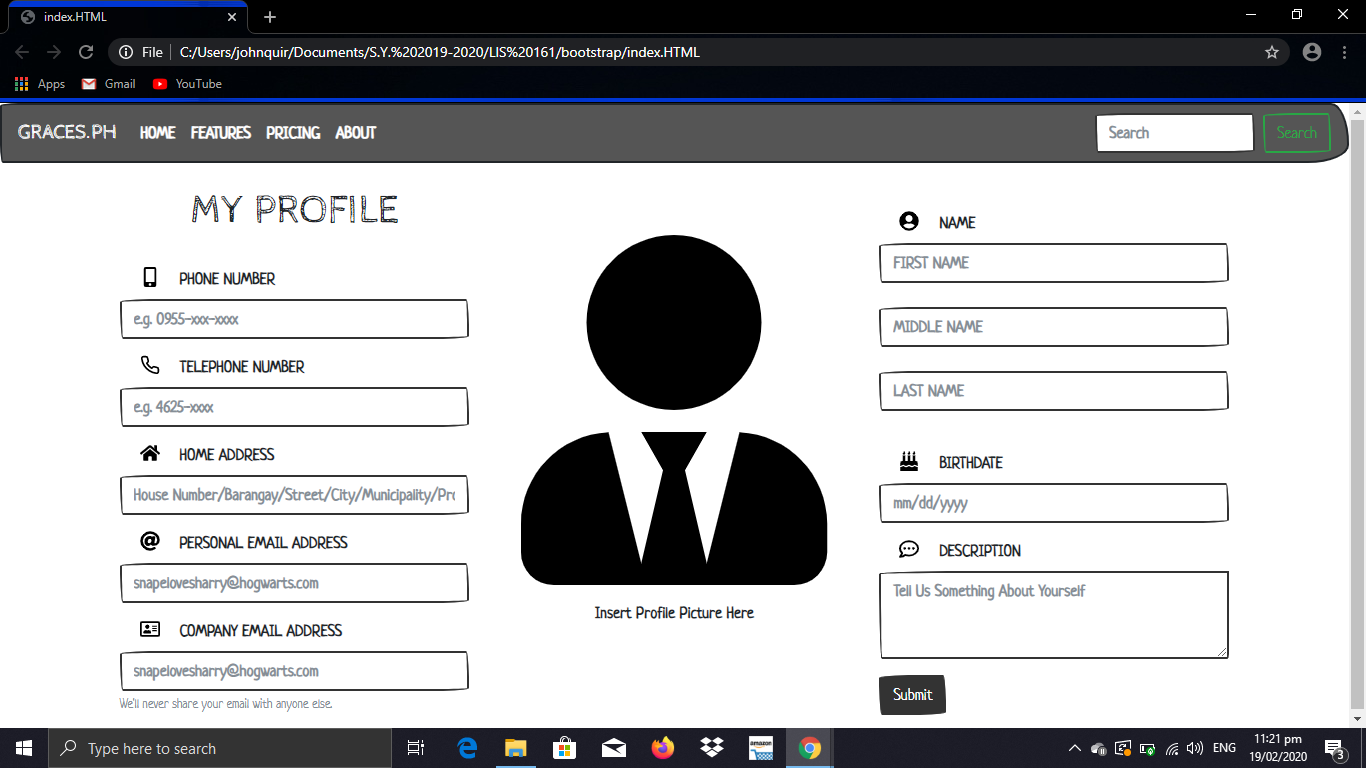 index.HTML
File
C:/Users/johnquir/Documents/S.Y.%202019-2020/LIS%20161/bootstrap/index.HTML
Apps Gmail YouTube
GRACES.PH HOME FEATURES PRICING ABOUT Search Search
MY PROFILE
PHONE NUMBER
e.g. 0955-xxx-xxxx
TELEPHONE NUMBER
e.g. 4625-xxxx
HOME ADDRESS
House Number/Barangay/Street/City/Municipality/Pro
PERSONAL EMAIL ADDRESS
snapelovesharry@hogwarts.com
COMPANY EMAIL ADDRESS
snapelovesharry@hogwarts.com
We'll never share your email with anyone else.
Insert Profile Picture Here
NAME
FIRST NAME
MIDDLE NAME
LAST NAME
BIRTHDATE
mm/dd/yyyy
DESCRIPTION
Tell Us Something About Yourself
Submit
Type here to search
amazon
ENG
11:21 pm
19/02/2020
3